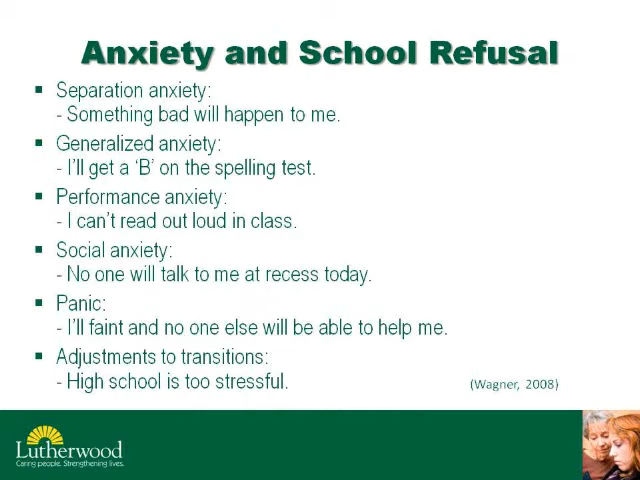 Anxiety and School Refusal
▪ Separation anxiety:
- Something bad will happen to me.
▪ Generalized anxiety:
- I'll get a ‘B’ on the spelling test.
▪ Performance anxiety:
- I can't read out loud in class.
▪ Social anxiety:
- No one will talk to me at recess today.
▪ Panic:
- I'll faint and no one else will be able to help me.
▪ Adjustments to transitions:
- High school is too stressful.
(Wagner, 2008)
Lutherwood
Caring people. Strengthening lives.